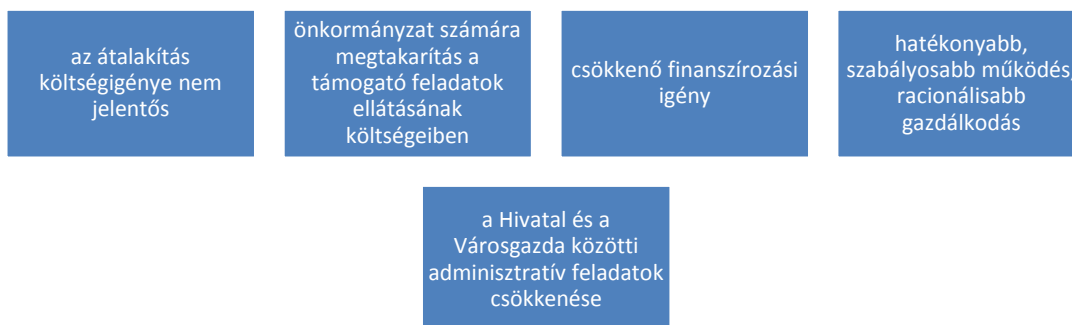 az átalakítás
költségigénye nem
jelentős
önkormányzat számára
megtakarítás a
támogató feladatok
ellátásának
költségeiben
csökkenő finanszírozási
igény
hatékonyabb,
szabályosabb működés,
racionálisabb
gazdálkodás
a Hivatal és a
Városgazda közötti
adminisztratív feladatok
csökkenése